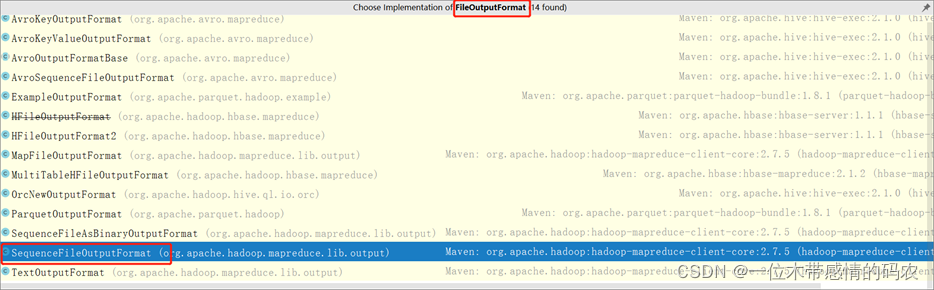 Choose Implementation of FileOutputFormat (14 found)
AvroKeyOutputFormat (org.apache.avro.mapreduce) Maven: org.apache.hive:hive-exec:2.1.0 (hive
AvroKeyValueOutputFormat (org.apache.avro.mapreduce) Maven: org.apache.hive:hive-exec:2.1.0 (hive
AvroOutputFormatBase (org.apache.avro.mapreduce) Maven: org.apache.hive:hive-exec:2.1.0 (hive
AvroSequenceFileOutputFormat (org.apache.avro.mapreduce) Maven: org.apache.hive:hive-exec:2.1.0 (hive
ExampleOutputFormat (org.apache.parquet.hadoop.example) Maven: org.apache.parquet:parquet-hadoop-bundle:1.8.1 (parquet-hadoop-b
HFileOutputFormat (org.apache.hadoop.hbase.mapreduce) Maven: org.apache.hbase:hbase-server:1.1.1 (hbase-s
HFileOutputFormat2 (org.apache.hadoop.hbase.mapreduce) Maven: org.apache.hbase:hbase-server:1.1.1 (hbase-s
MapFileOutputFormat (org.apache.hadoop.mapreduce.lib.output) Maven: org.apache.hadoop:hadoop-mapreduce-client-core:2.7.5 (hadoop-mapreduce-client
MultiTableHFileOutputFormat (org.apache.hadoop.hbase.mapreduce) Maven: org.apache.hbase:hbase-mapreduce:2.1.2 (hbase-map
OrcNewOutputFormat (org.apache.hadoop.hive.ql.io.orc) Maven: org.apache.hive:hive-exec:2.1.0 (hive
ParquetOutputFormat (org.apache.parquet.hadoop) Maven: org.apache.parquet:parquet-hadoop-bundle:1.8.1 (parquet-hadoop-b
SequenceFileAsBinaryOutputFormat (org.apache.hadoop.mapreduce.lib.output) Maven: org.apache.hadoop:hadoop-mapreduce-client-core:2.7.5 (hadoop-mapreduce-client
SequenceFileOutputFormat (org.apache.hadoop.mapreduce.lib.output) Maven: org.apache.hadoop:hadoop-mapreduce-client-core:2.7.5 (hadoop-mapreduce-client
TextOutputFormat (org.apache.hadoop.mapreduce.lib.output) Maven: org.apache.hadoop:hadoop-mapreduce-client-core:2.7.5 (hadoop-mapreduce-client
CSDN @一位木带感情的码农